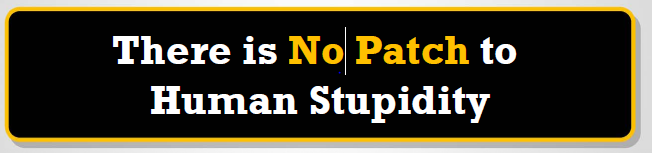 There is No Patch to
Human Stupidity